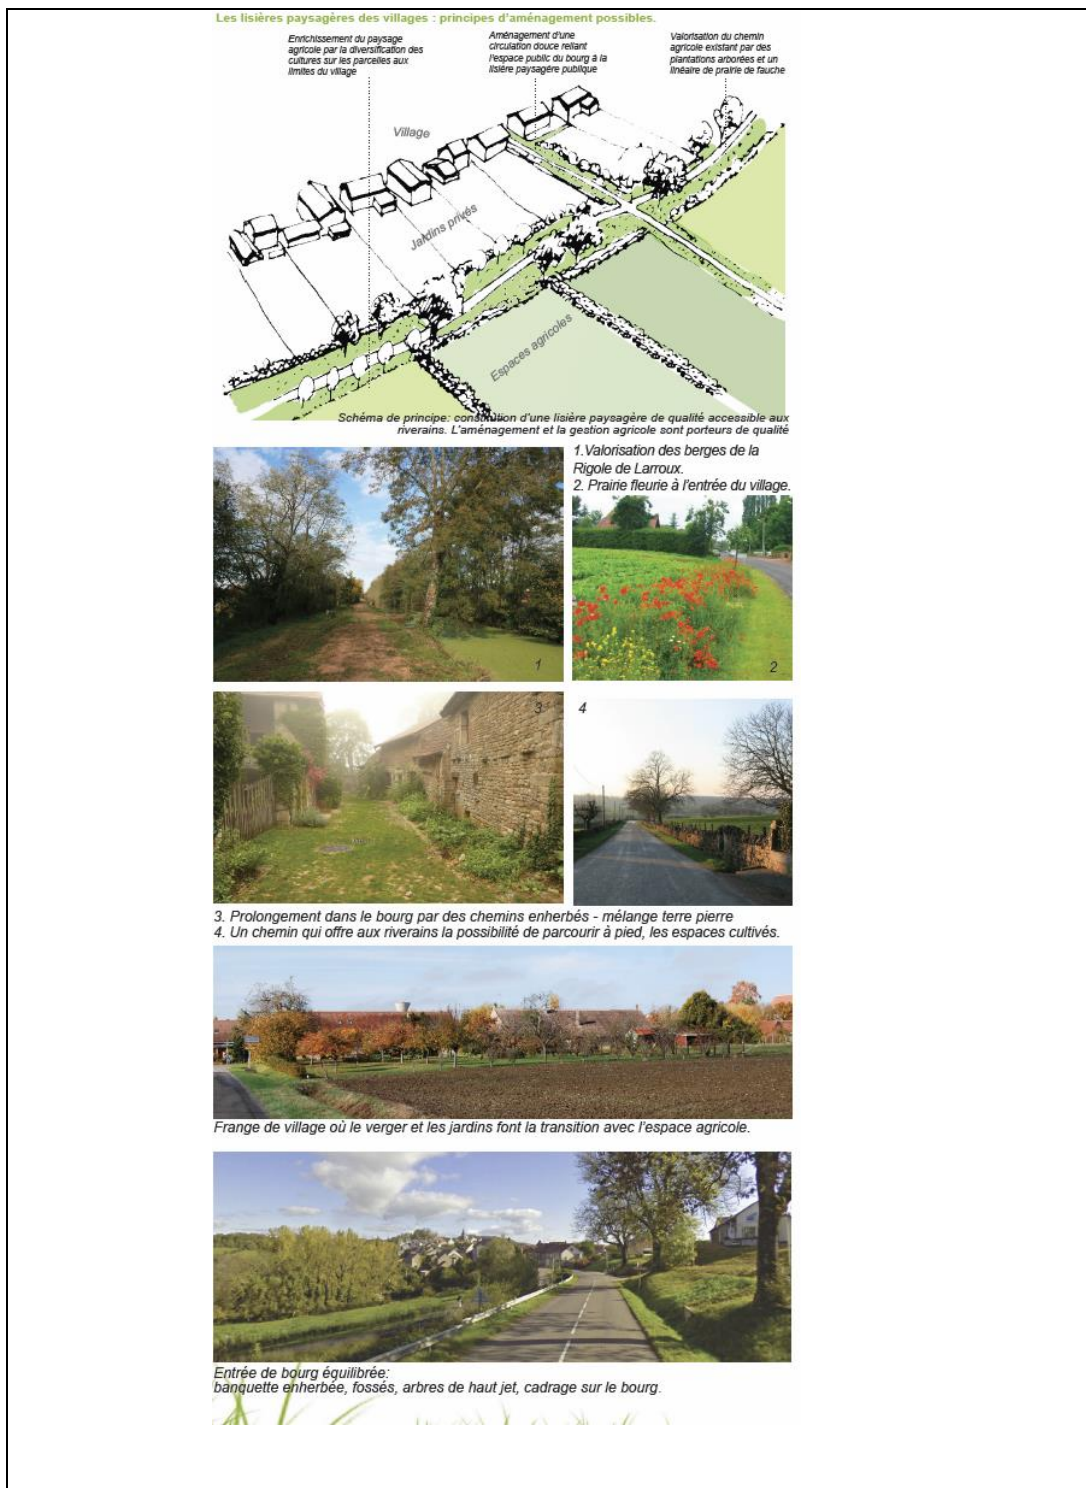 Les lisières paysagères des villages : principes d'aménagement possibles.
Enrichissement du paysage
agricole par la diversification des
cultures sur les parcelles aux
limites du village
Aménagement d'une
circulation douce reliant
l'espace public du bourg à la
lisière paysagère publique
Valorisation du chemin
agricole existant par des
plantations arborées et un
linéaire de prairie de fauche
Village
Jardins privés
Espaces agricoles
Schéma de principe: constitution d'une lisière paysagère de qualité accessible aux
riverains. L'aménagement et la gestion agricole sont porteurs de qualité
1.Valorisation des berges de la
Rigole de Larroux.
2. Prairie fleurie à l'entrée du village.
1
2
3
4
3. Prolongement dans le bourg par des chemins enherbés - mélange terre pierre
4. Un chemin qui offre aux riverains la possibilité de parcourir à pied, les espaces cultivés.
Frange de village où le verger et les jardins font la transition avec l'espace agricole.
Entrée de bourg équilibrée:
banquette enherbée, fossés, arbres de haut jet, cadrage sur le bourg.